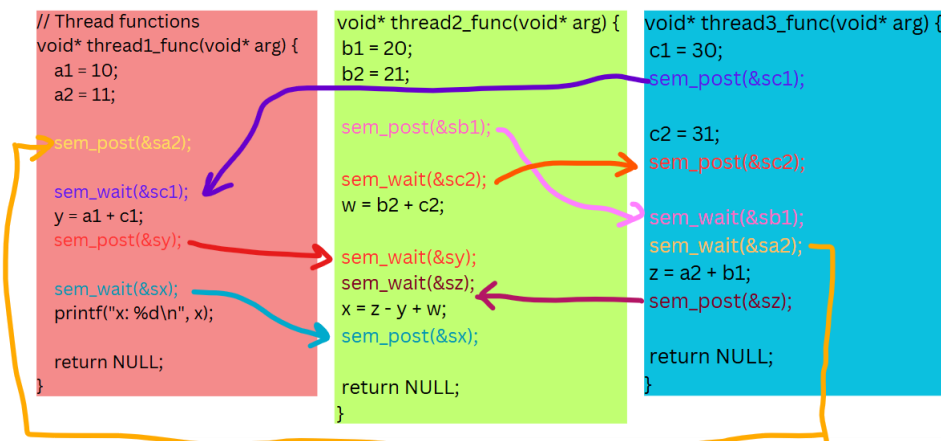 // Thread functions
void* thread1_func(void* arg) {
a1 = 10;
a2 = 11;
sem_post(&sa2);
sem_wait(&sc1);
y = a1 + c1;
sem_post(&sy);
sem_wait(&sx);
printf("x: %d\n", x);
return NULL;
}
void* thread2_func(void* arg) {
b1 = 20;
b2 = 21;
sem_post(&sb1);
sem_wait(&sc2);
w = b2 + c2;
sem_wait(&sy);
sem_wait(&sz);
x = z - y + w;
sem_post(&sx);
return NULL;
}
void* thread3_func(void* arg) {
c1 = 30;
sem_post(&sc1);
c2 = 31;
sem_post(&sc2);
sem_wait(&sb1);
sem_wait(&sa2);
z = a2 + b1;
sem_post(&sz);
return NULL;
}